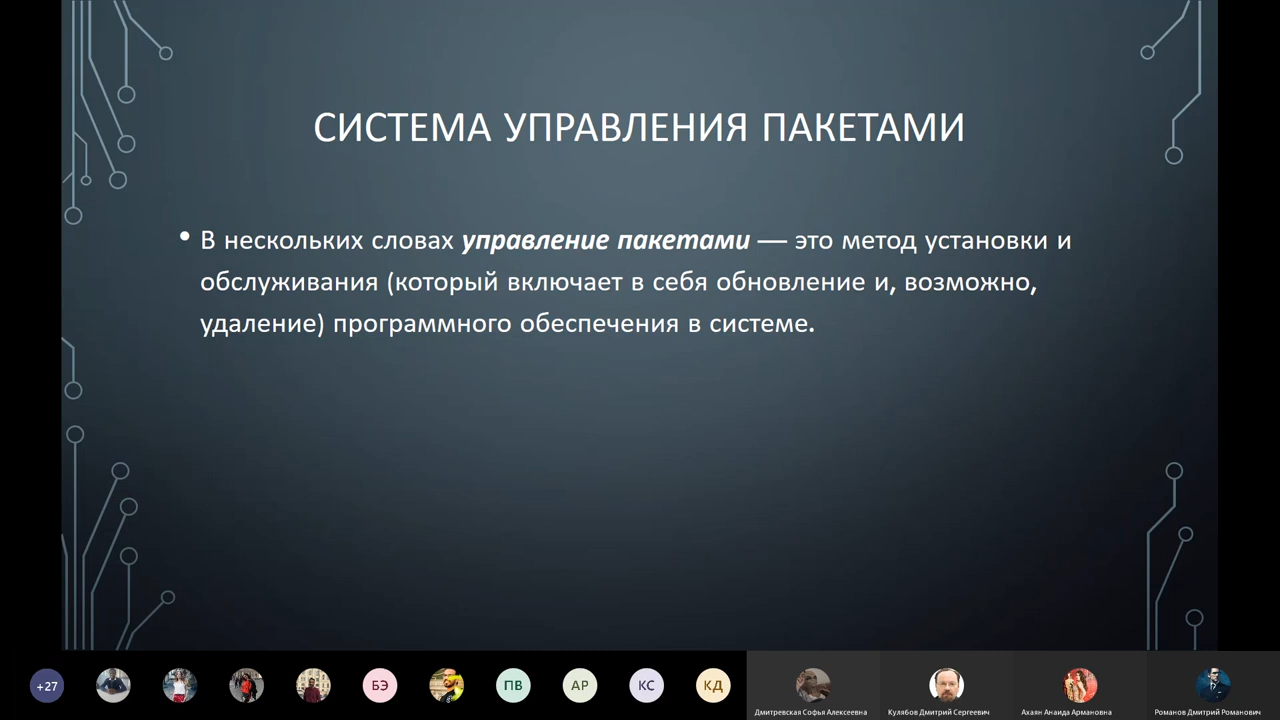 СИСТЕМА УПРАВЛЕНИЯ ПАКЕТАМИ
• В нескольких словах управление пакетами — это метод установки и
обслуживания (который включает в себя обновление и, возможно,
удаление) программного обеспечения в системе.
+27
БЭ
ПВ
АР
КС
КД
Дмитревская Софья Алексеевна
Кулябов Дмитрий Сергеевич
Ахаян Анаида Армановна
Романов Дмитрий Романович